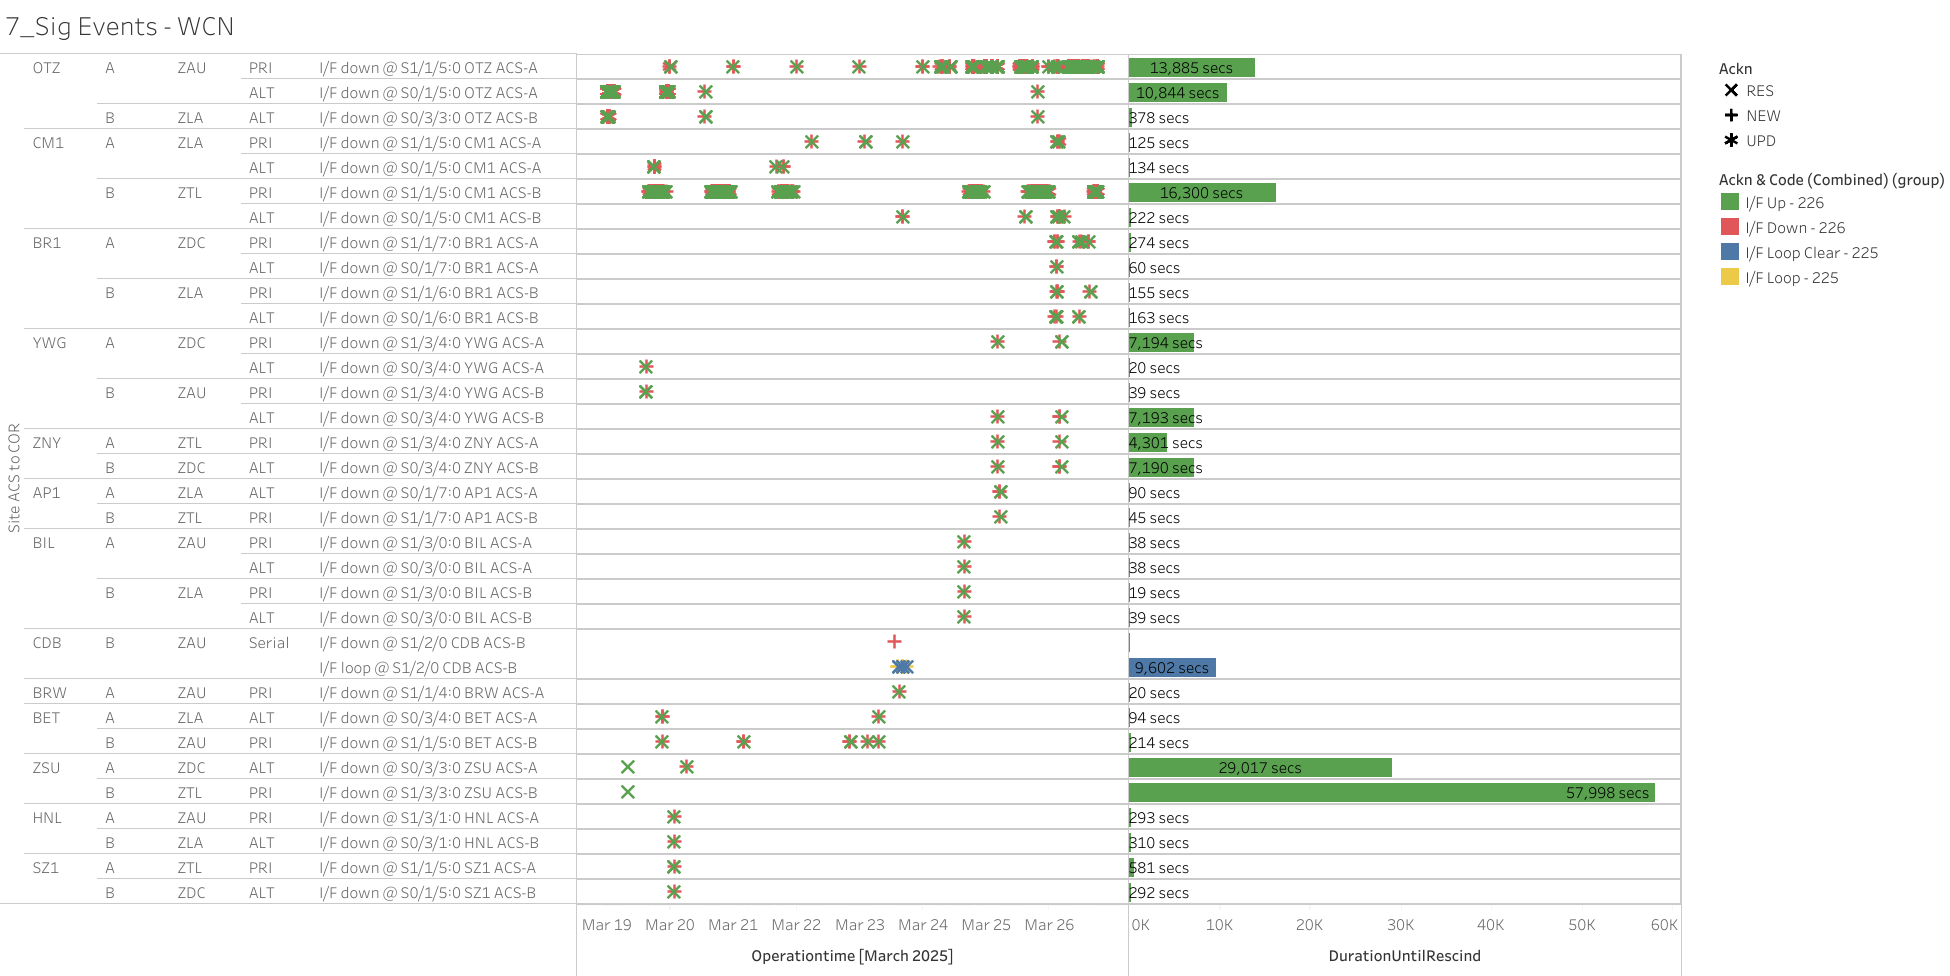 7_Sig Events - WCN
OTZ A ZAU PRI I/F down @ S1/1/5:0 OTZ ACS-A 13,885 secs
ALT I/F down @ S0/1/5:0 OTZ ACS-A 10,844 secs
B ZLA ALT I/F down @ S0/3/3:0 OTZ ACS-B 378 secs
CM1 A ZLA PRI I/F down @ S1/1/5:0 CM1 ACS-A 125 secs
ALT I/F down @ S0/1/5:0 CM1 ACS-A 134 secs
B ZTL PRI I/F down @ S1/1/5:0 CM1 ACS-B 16,300 secs
ALT I/F down @ S0/1/5:0 CM1 ACS-B 222 secs
BR1 A ZDC PRI I/F down @ S1/1/7:0 BR1 ACS-A 274 secs
ALT I/F down @ S0/1/7:0 BR1 ACS-A 60 secs
B ZLA PRI I/F down @ S1/1/6:0 BR1 ACS-B 155 secs
ALT I/F down @ S0/1/6:0 BR1 ACS-B 163 secs
YWG A ZDC PRI I/F down @ S1/3/4:0 YWG ACS-A 7,194 secs
ALT I/F down @ S0/3/4:0 YWG ACS-A 20 secs
B ZAU PRI I/F down @ S1/3/4:0 YWG ACS-B 39 secs
ALT I/F down @ S0/3/4:0 YWG ACS-B 7,193 secs
ZNY A ZTL PRI I/F down @ S1/3/4:0 ZNY ACS-A 4,301 secs
B ZDC ALT I/F down @ S0/3/4:0 ZNY ACS-B 7,190 secs
AP1 A ZLA ALT I/F down @ S0/1/7:0 AP1 ACS-A 90 secs
B ZTL PRI I/F down @ S1/1/7:0 AP1 ACS-B 45 secs
BIL A ZAU PRI I/F down @ S1/3/0:0 BIL ACS-A 38 secs
ALT I/F down @ S0/3/0:0 BIL ACS-A 38 secs
B ZLA PRI I/F down @ S1/3/0:0 BIL ACS-B 19 secs
ALT I/F down @ S0/3/0:0 BIL ACS-B 39 secs
CDB B ZAU Serial I/F down @ S1/2/0 CDB ACS-B
I/F loop @ S1/2/0 CDB ACS-B 9,602 secs
BRW A ZAU PRI I/F down @ S1/1/4:0 BRW ACS-A 20 secs
BET A ZLA ALT I/F down @ S0/3/4:0 BET ACS-A 94 secs
B ZAU PRI I/F down @ S1/1/5:0 BET ACS-B 214 secs
ZSU A ZDC ALT I/F down @ S0/3/3:0 ZSU ACS-A 29,017 secs
B ZTL PRI I/F down @ S1/3/3:0 ZSU ACS-B 57,998 secs
HNL A ZAU PRI I/F down @ S1/3/1:0 HNL ACS-A 293 secs
B ZLA ALT I/F down @ S0/3/1:0 HNL ACS-B 310 secs
SZ1 A ZTL PRI I/F down @ S1/1/5:0 SZ1 ACS-A 581 secs
B ZDC ALT I/F down @ S0/1/5:0 SZ1 ACS-B 292 secs
Site ACS to COR
Mar 19 Mar 20 Mar 21 Mar 22 Mar 23 Mar 24 Mar 25 Mar 26 0K 10K 20K 30K 40K 50K 60K
Operationtime [March 2025] DurationUntilRescind
Ackn
RES
NEW
UPD
Ackn & Code (Combined) (group)
I/F Up - 226
I/F Down - 226
I/F Loop Clear - 225
I/F Loop - 225